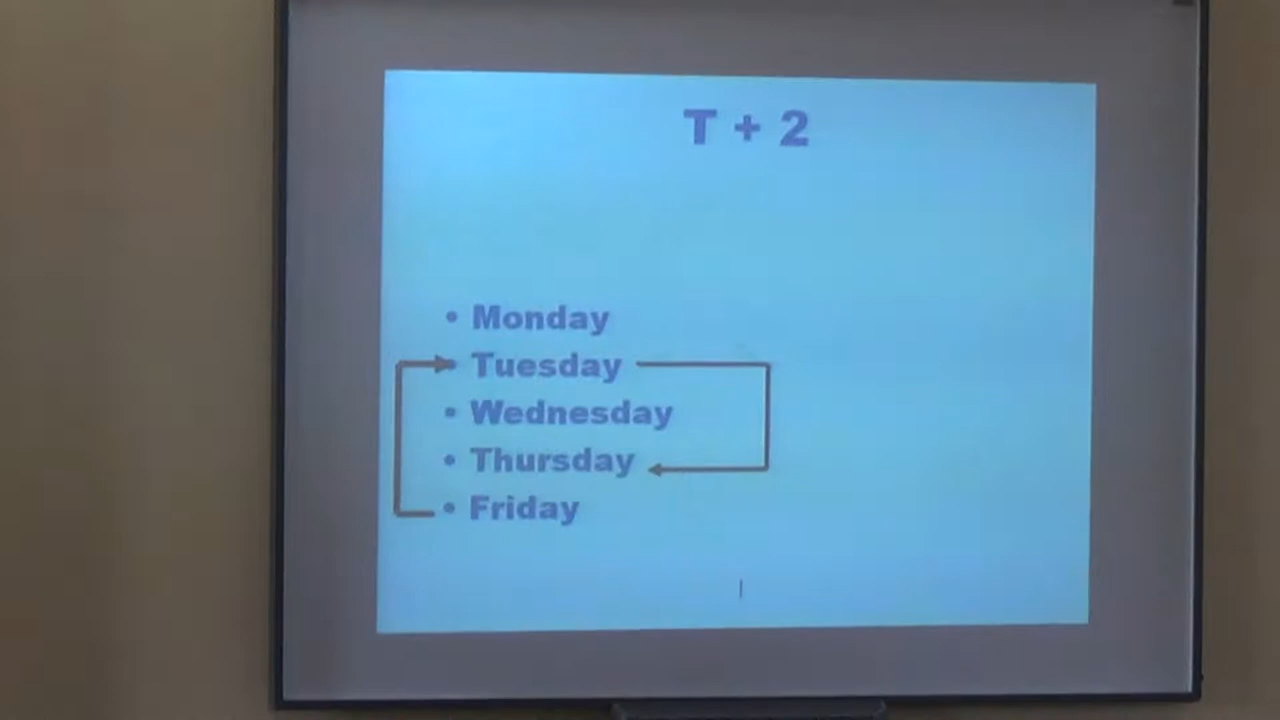 T + 2
• Monday
• Tuesday
• Wednesday
• Thursday
• Friday